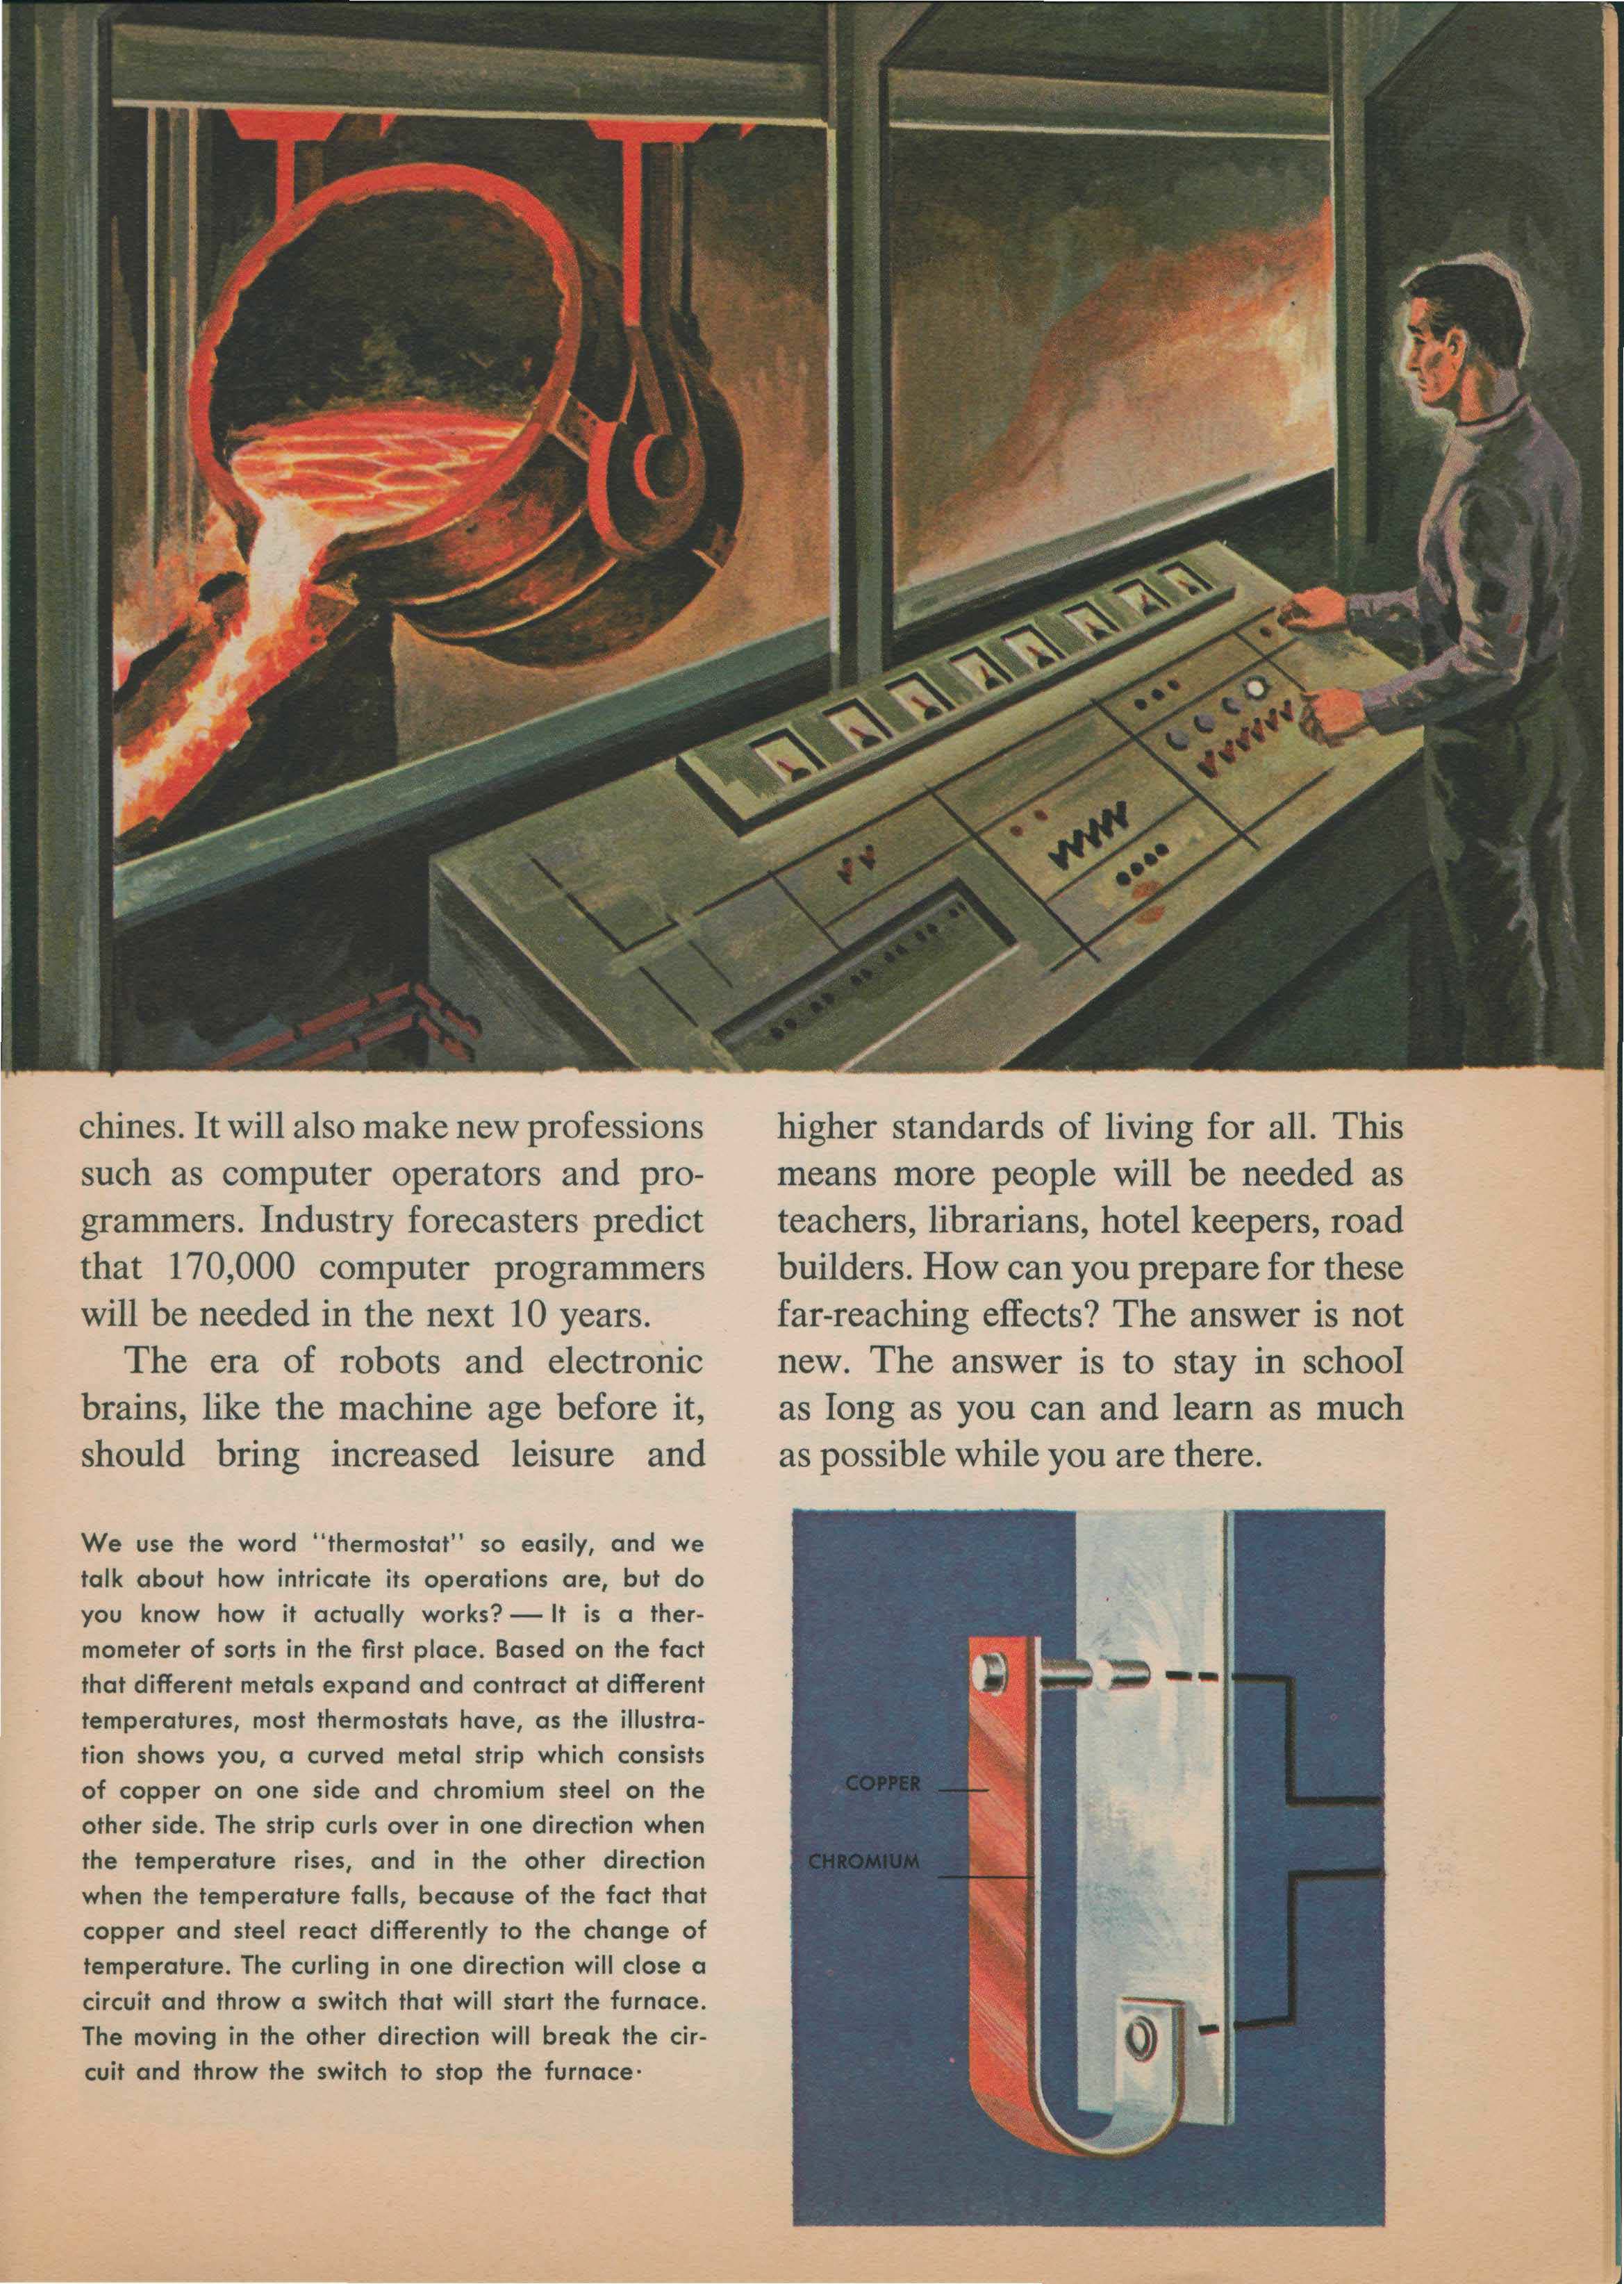 chines. It will also make new professions
such as computer operators and pro-
grammers. Industry forecasters predict
that 170,000 computer programmers
will be needed in the next 10 years.
The era of robots and electronic
brains, like the machine age before it,
should bring increased leisure and
higher standards of living for all. This
means more people will be needed as
teachers, librarians, hotel keepers, road
builders. How can you prepare for these
far-reaching effects? The answer is not
new. The answer is to stay in school
as long as you can and learn as much
as possible while you are there.
We use the word "thermostat" so easily, and we
talk about how intricate its operations are, but do
you know how it actually works? — It is a ther-
mometer of sorts in the first place. Based on the fact
that different metals expand and contract at different
temperatures, most thermostats have, as the illustra-
tion shows you, a curved metal strip which consists
of copper on one side and chromium steel on the
other side. The strip curls over in one direction when
the temperature rises, and in the other direction
when the temperature falls, because of the fact that
copper and steel react differently to the change of
temperature. The curling in one direction will close a
circuit and throw a switch that will start the furnace.
The moving in the other direction will break the cir-
cuit and throw the switch to stop the furnace·
COPPER
CHROMIUM